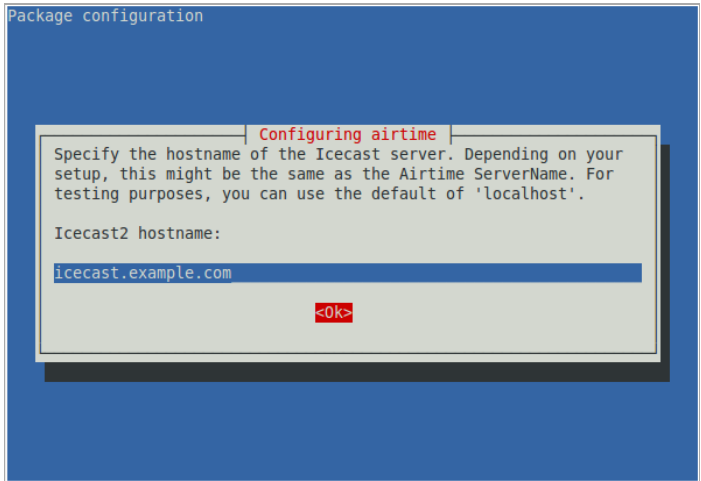 Package configuration
Configuring airtime
Specify the hostname of the Icecast server. Depending on your
setup, this might be the same as the Airtime ServerName. For
testing purposes, you can use the default of 'localhost'.
Icecast2 hostname:
icecast.example.com
<Ok>